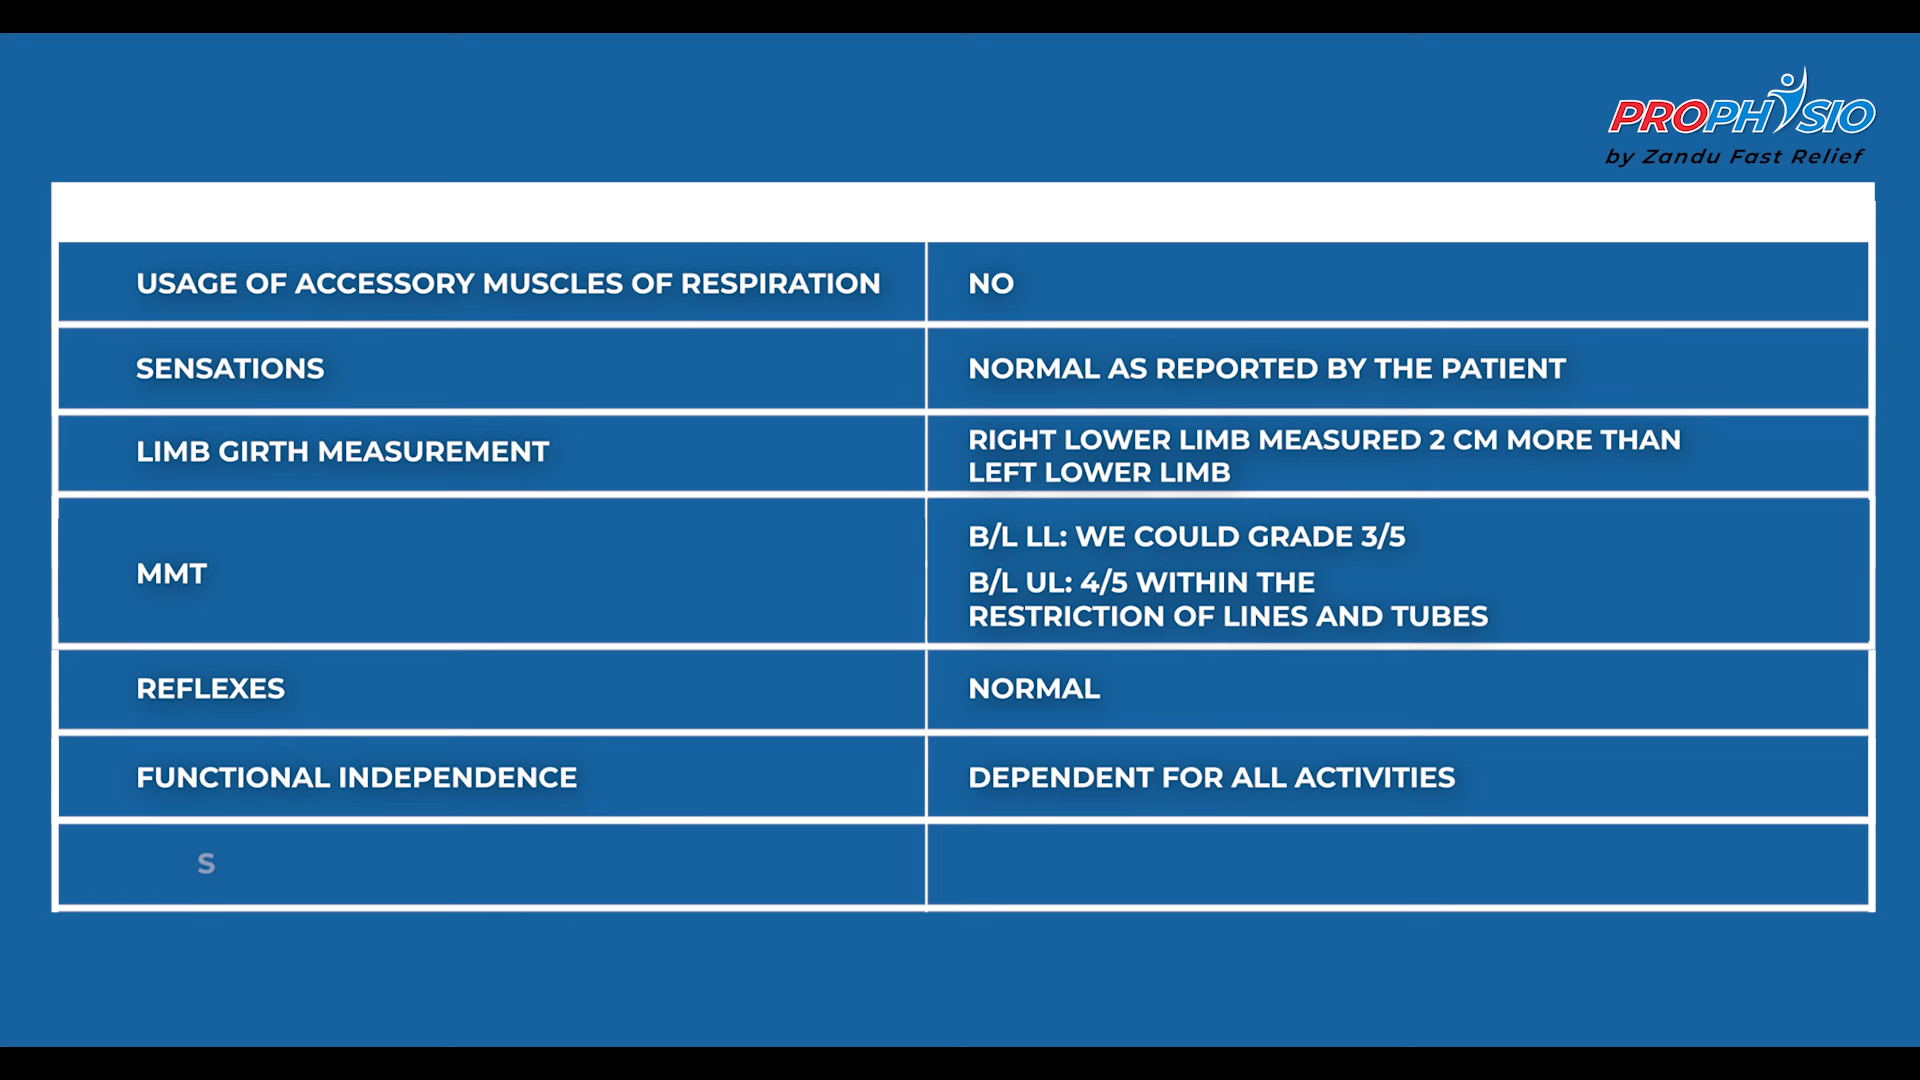 PROPHYSIO
by Zandu Fast Relief
USAGE OF ACCESSORY MUSCLES OF RESPIRATION
NO
SENSATIONS
NORMAL AS REPORTED BY THE PATIENT
LIMB GIRTH MEASUREMENT
RIGHT LOWER LIMB MEASURED 2 CM MORE THAN
LEFT LOWER LIMB
MMT
B/L LL: WE COULD GRADE 3/5
B/L UL: 4/5 WITHIN THE
RESTRICTION OF LINES AND TUBES
REFLEXES
NORMAL
FUNCTIONAL INDEPENDENCE
DEPENDENT FOR ALL ACTIVITIES
S